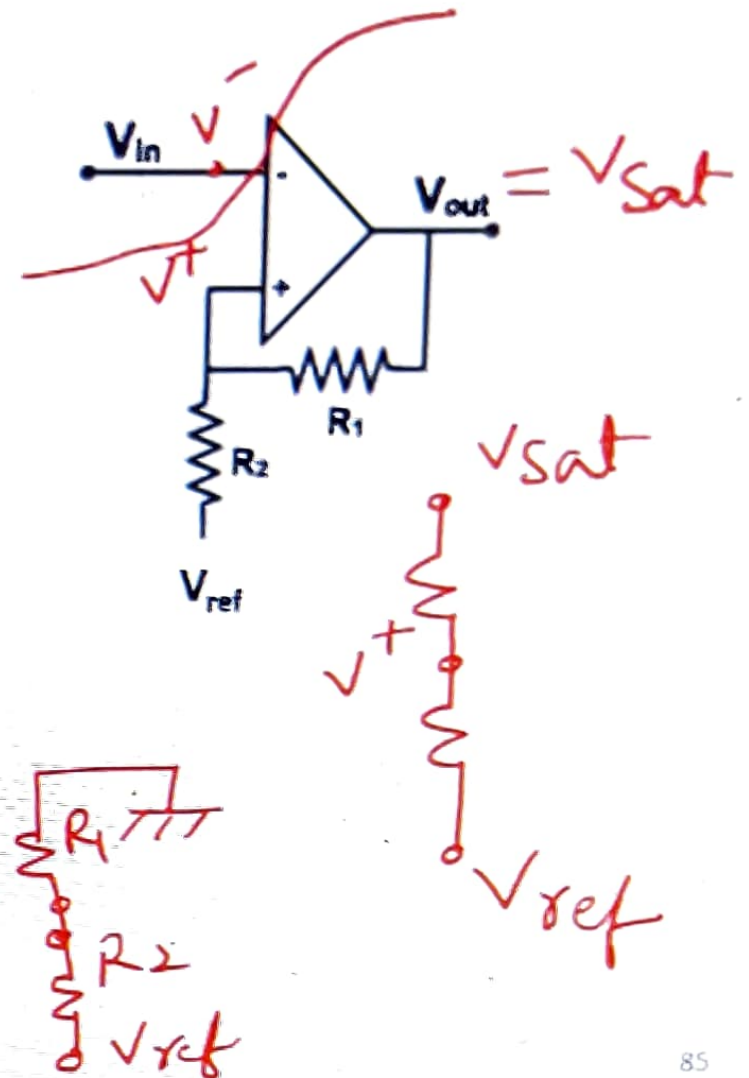 V⁻
Vin
-
Vout = Vsat
V⁺
+
R₁
R₂
Vsat
Vref
V⁺
R₁
R2
Vref
Vref
85